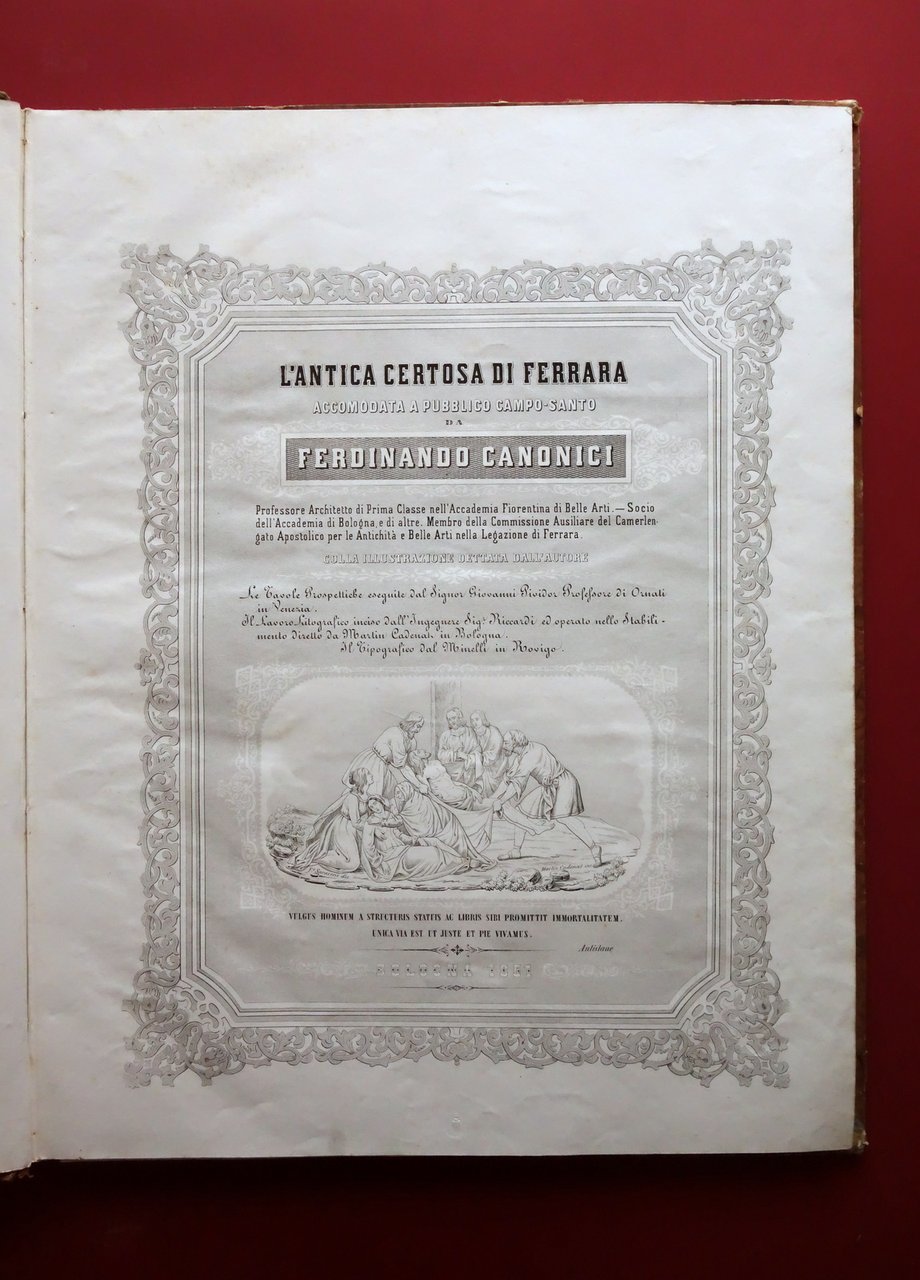 L'ANTICA CERTOSA DI FERRARA
ACCOMODATA A PUBBLICO CAMPO-SANTO
DA
FERDINANDO CANONICI
Professore Architetto di Prima Classe nell'Accademia Fiorentina di Belle Arti. — Socio
dell'Accademia di Bologna, e di altre. Membro della Commissione Ausiliare del Camerlen-
gato Apostolico per le Antichità e Belle Arti nella Legazione di Ferrara.
COLLA ILLUSTRAZIONE DETTATA DALL'AUTORE
Le Tavole Prospettiche eseguite dal Signor Giovanni Pividor Professore di Ornati
in Venezia.
Il Lavoro Litografico inciso dall'Ingegnere Sigr. Riccardi ed operato nello Stabili-
mento diretto da Martin Cadenat in Bologna.
Il Tipografico dal Minelli in Rovigo.
Martin Cadenat
VULGUS HOMINUM A STRUCTURIS STATUIS AC LIBRIS SIBI PROMITTIT IMMORTALITATEM.
UNICA VIA EST UT JUSTE ET PIE VIVAMUS.
BOLOGNA 1851